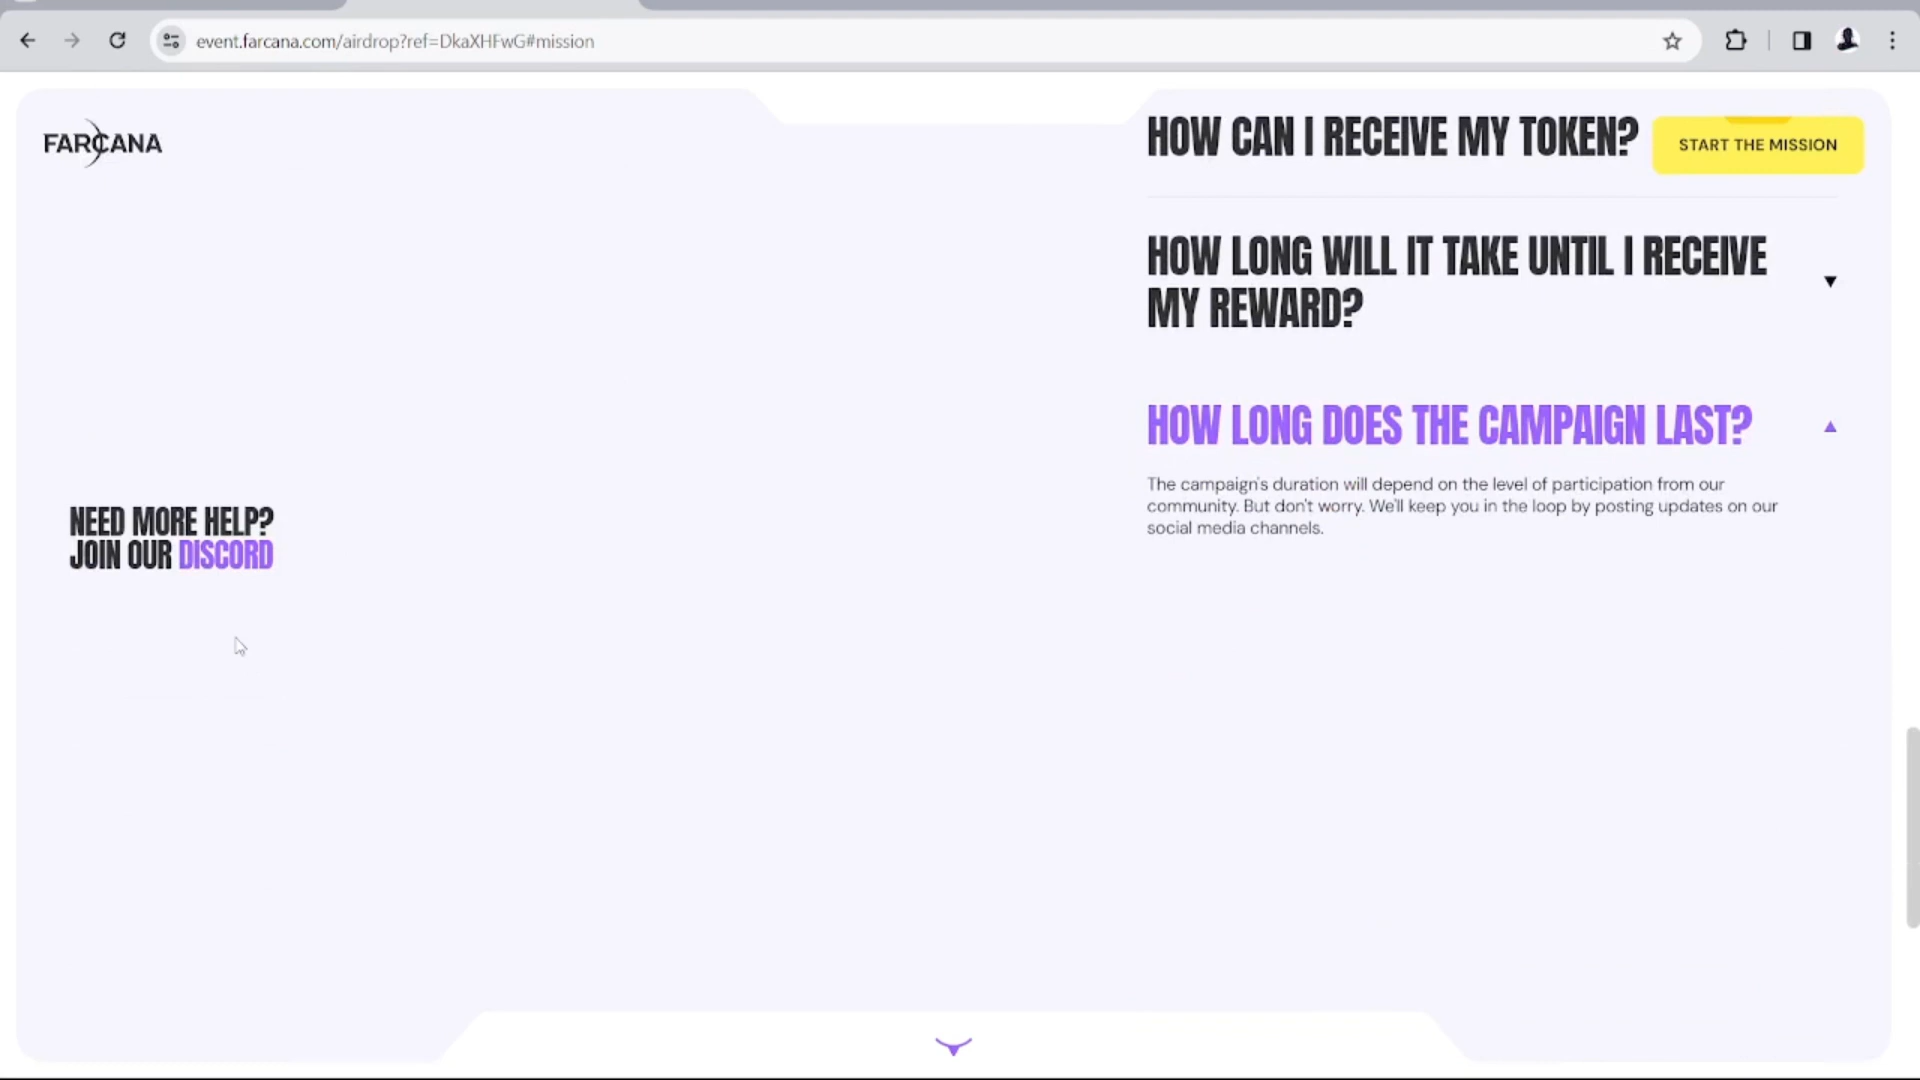 event.farcana.com/airdrop?ref=DkaXHFwG#mission
FARCANA
HOW CAN I RECEIVE MY TOKEN?
START THE MISSION
HOW LONG WILL IT TAKE UNTIL I RECEIVE
MY REWARD?
HOW LONG DOES THE CAMPAIGN LAST?
The campaign's duration will depend on the level of participation from our
community. But don't worry. We'll keep you in the loop by posting updates on our
social media channels.
NEED MORE HELP?
JOIN OUR DISCORD